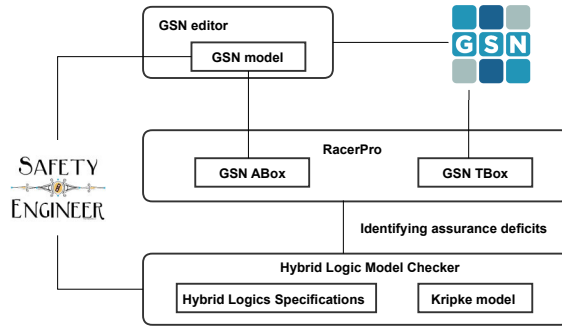 GSN editor
GSN model
GSN
RacerPro
GSN ABox
GSN TBox
SAFETY
ENGINEER
Identifying assurance deficits
Hybrid Logic Model Checker
Hybrid Logics Specifications
Kripke model